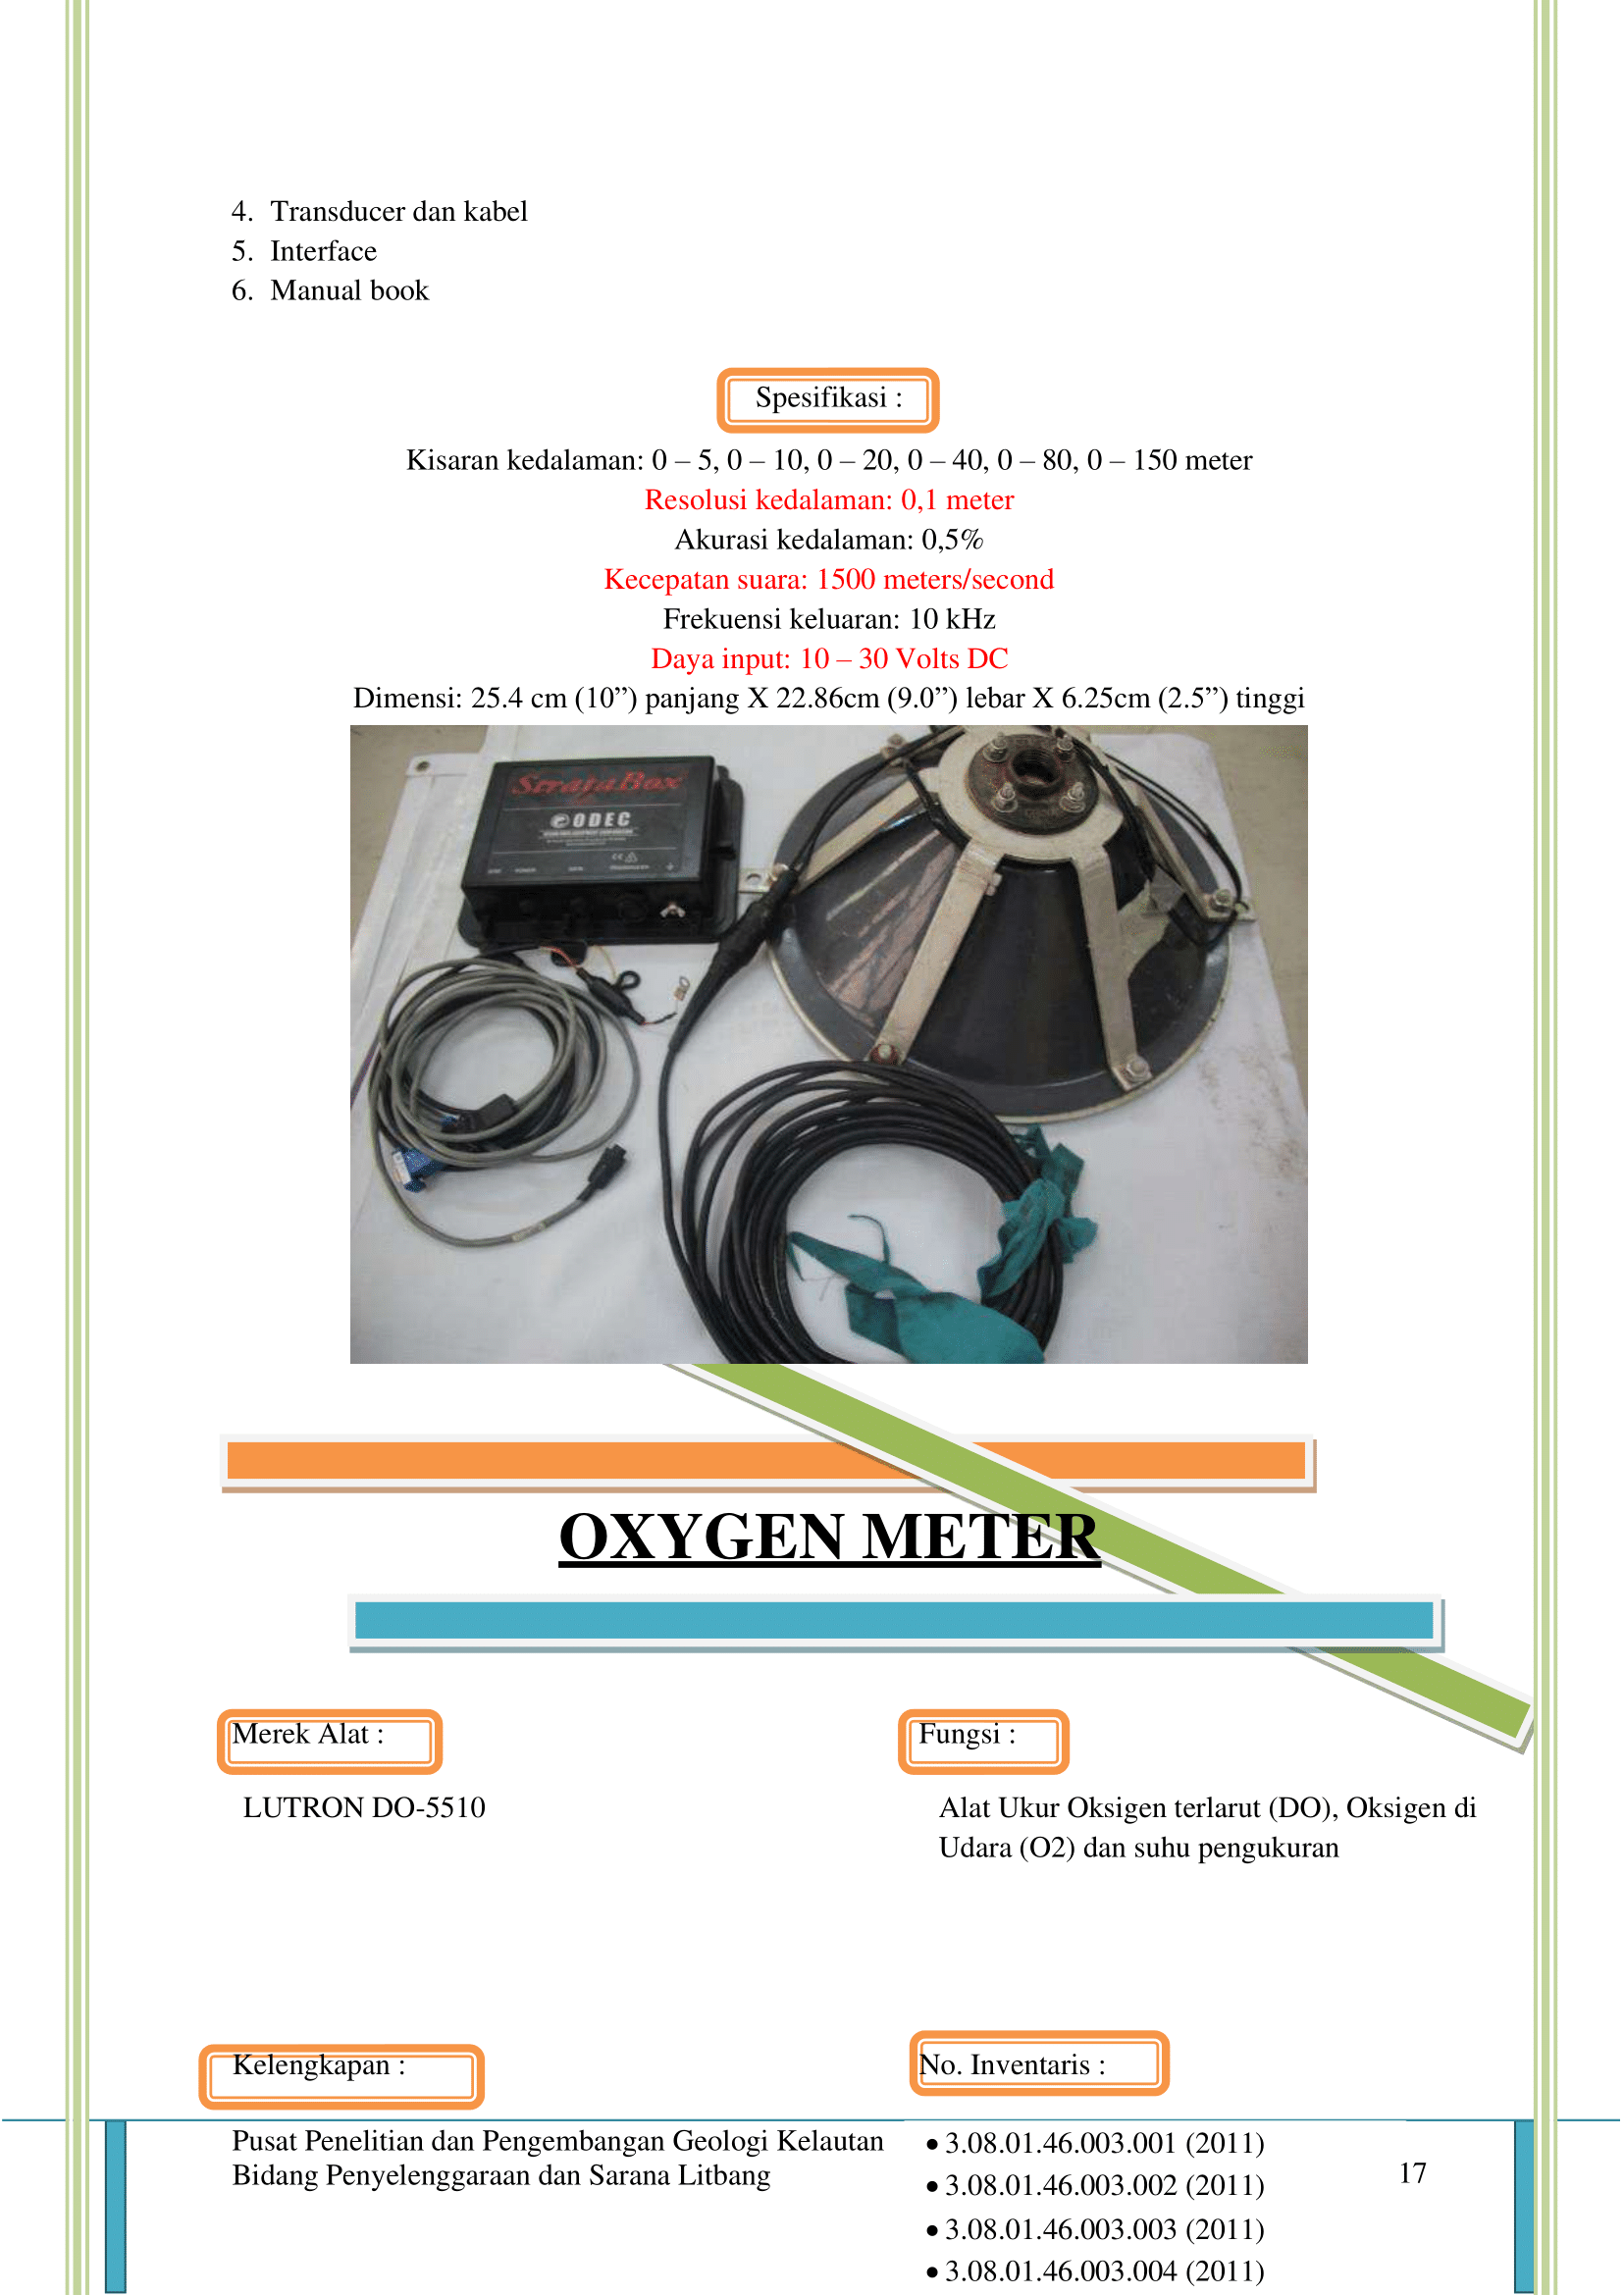 4. Transducer dan kabel
5. Interface
6. Manual book
Spesifikasi :
Kisaran kedalaman: 0 – 5, 0 – 10, 0 – 20, 0 – 40, 0 – 80, 0 – 150 meter
Resolusi kedalaman: 0,1 meter
Akurasi kedalaman: 0,5%
Kecepatan suara: 1500 meters/second
Frekuensi keluaran: 10 kHz
Daya input: 10 – 30 Volts DC
Dimensi: 25.4 cm (10”) panjang X 22.86cm (9.0”) lebar X 6.25cm (2.5”) tinggi
StrataBox
ODEC
OXYGEN METER
Merek Alat :
LUTRON DO-5510
Fungsi :
Alat Ukur Oksigen terlarut (DO), Oksigen di
Udara (O2) dan suhu pengukuran
Kelengkapan :
No. Inventaris :
• 3.08.01.46.003.001 (2011)
• 3.08.01.46.003.002 (2011)
• 3.08.01.46.003.003 (2011)
• 3.08.01.46.003.004 (2011)
Pusat Penelitian dan Pengembangan Geologi Kelautan
Bidang Penyelenggaraan dan Sarana Litbang
17